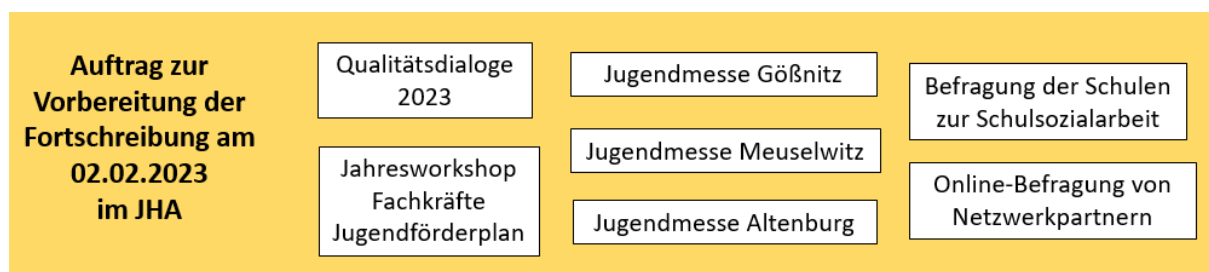 Auftrag zur
Vorbereitung der
Fortschreibung am
02.02.2023
im JHA
Qualitätsdialoge
2023
Jahresworkshop
Fachkräfte
Jugendförderplan
Jugendmesse Gößnitz
Jugendmesse Meuselwitz
Jugendmesse Altenburg
Befragung der Schulen
zur Schulsozialarbeit
Online-Befragung von
Netzwerkpartnern